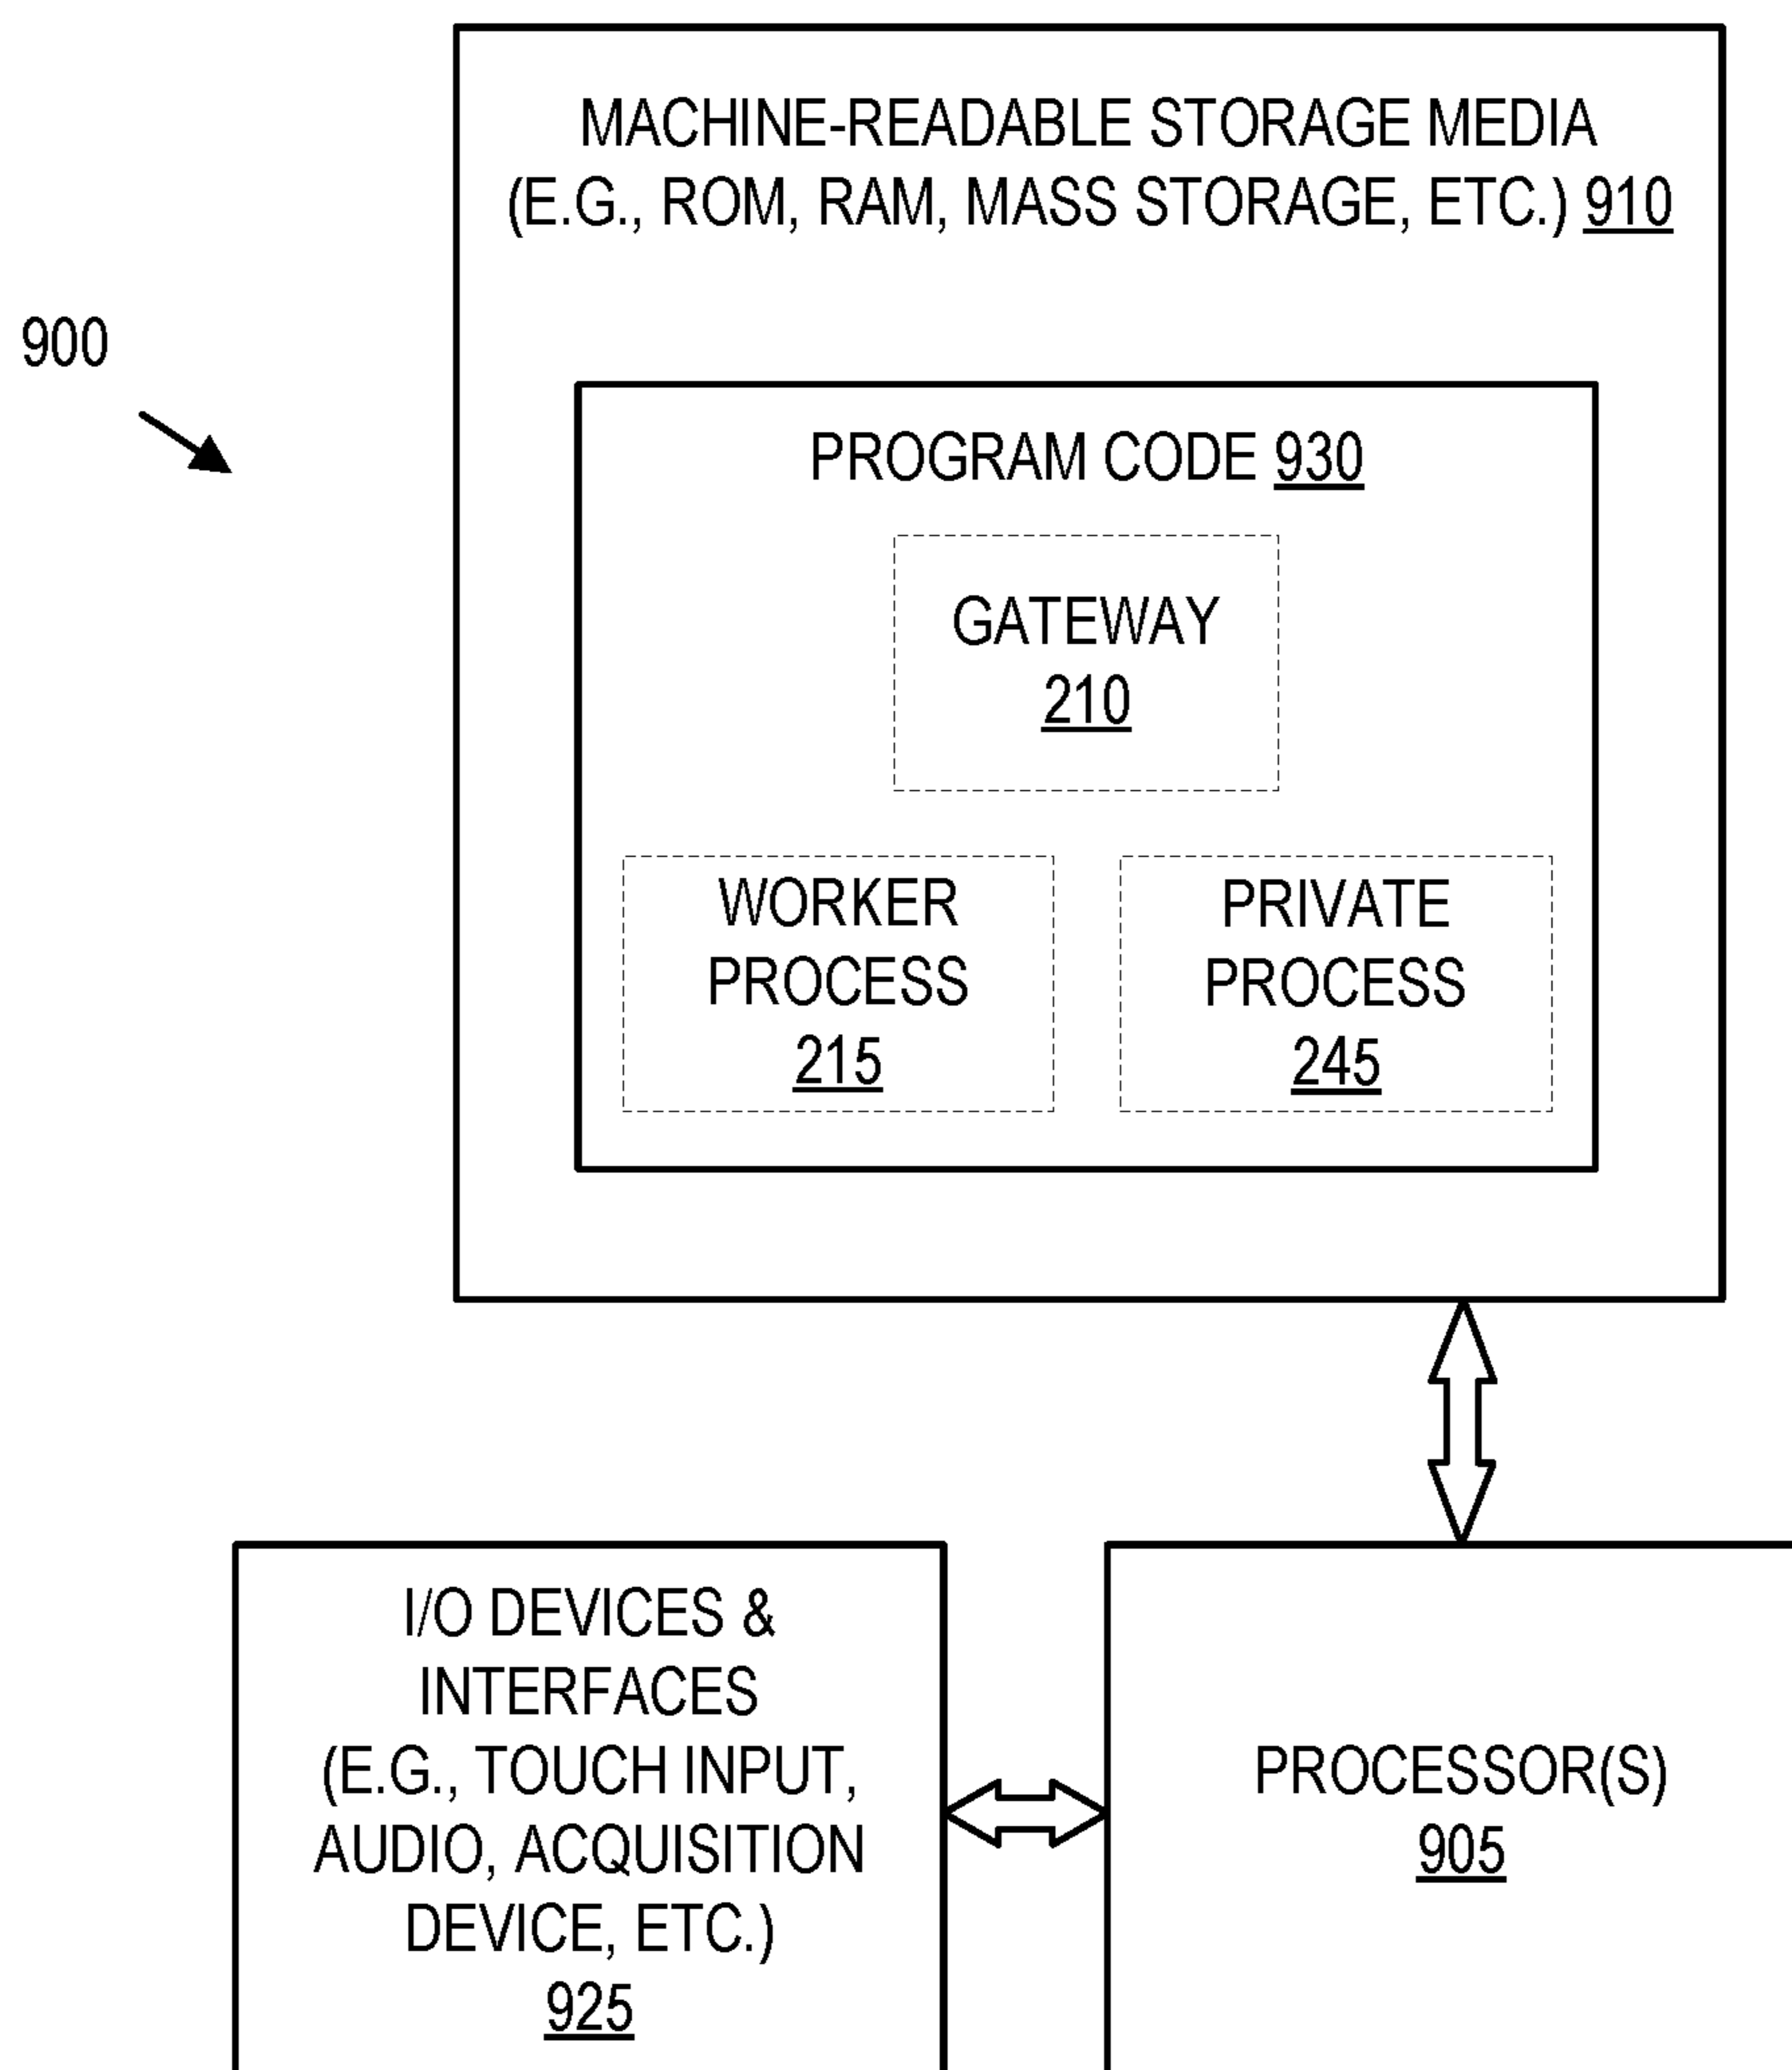 MACHINE-READABLE STORAGE MEDIA
(E.G., ROM, RAM, MASS STORAGE, ETC.) 910
900
PROGRAM CODE 930
GATEWAY
210
WORKER
PROCESS
215
PRIVATE
PROCESS
245
I/O DEVICES &
INTERFACES
(E.G., TOUCH INPUT,
AUDIO, ACQUISITION
DEVICE, ETC.)
925
PROCESSOR(S)
905